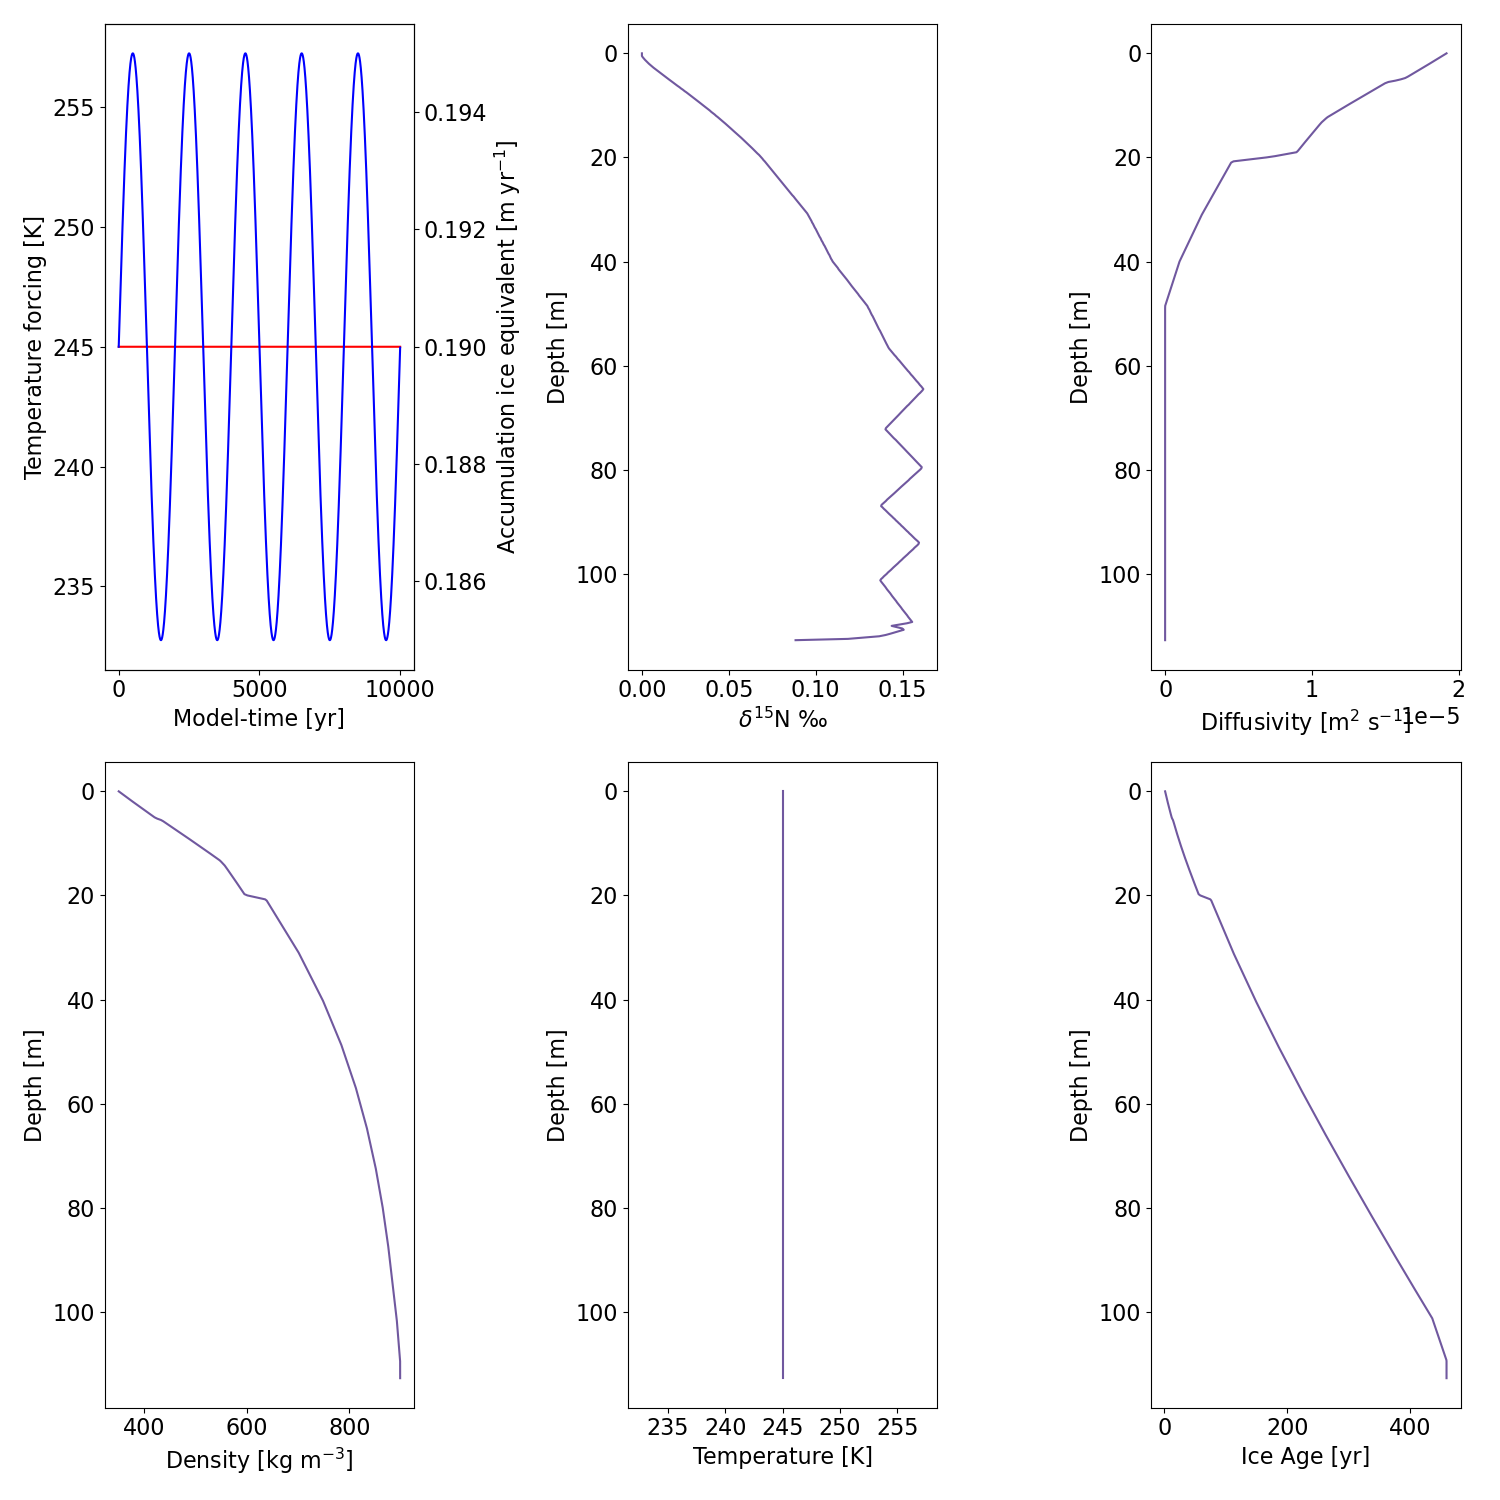 255
250
245
240
235
Temperature forcing [K]
0.194
0.192
0.190
0.188
0.186
Accumulation ice equivalent [m yr⁻¹]
0 5000 10000
Model-time [yr]
0
20
40
60
80
100
Depth [m]
0.00 0.05 0.10 0.15
δ¹⁵N ‰
0
20
40
60
80
100
Depth [m]
0 1 2
Diffusivity [m² s⁻¹]
1e−5
0
20
40
60
80
100
Depth [m]
400 600 800
Density [kg m⁻³]
0
20
40
60
80
100
Depth [m]
235 240 245 250 255
Temperature [K]
0
20
40
60
80
100
Depth [m]
0 200 400
Ice Age [yr]